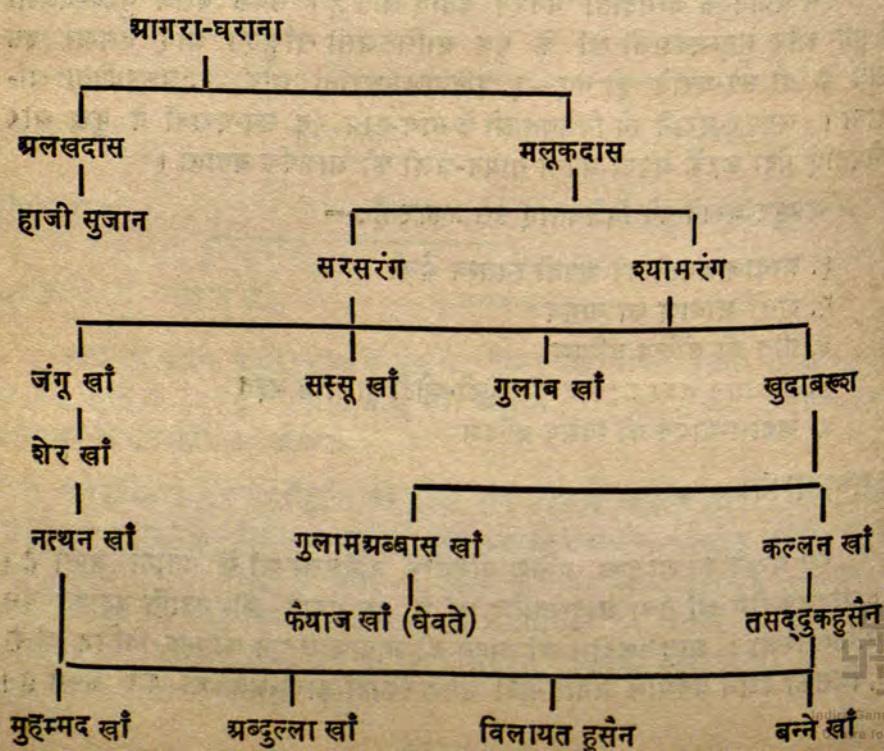 आगरा-घराना
अलखदास मलूकदास
हाजी सुजान
सरसरंग श्यामरंग
जंगू खाँ सस्सू खाँ गुलाब खाँ खुदाबख्श
शेर खाँ
नत्थन खाँ गुलामअब्बास खाँ कल्लन खाँ
फैयाज खाँ (घेवते) तसद्दुकहुसैन
मुहम्मद खाँ अब्दुल्ला खाँ विलायत हुसैन बन्ने खाँ